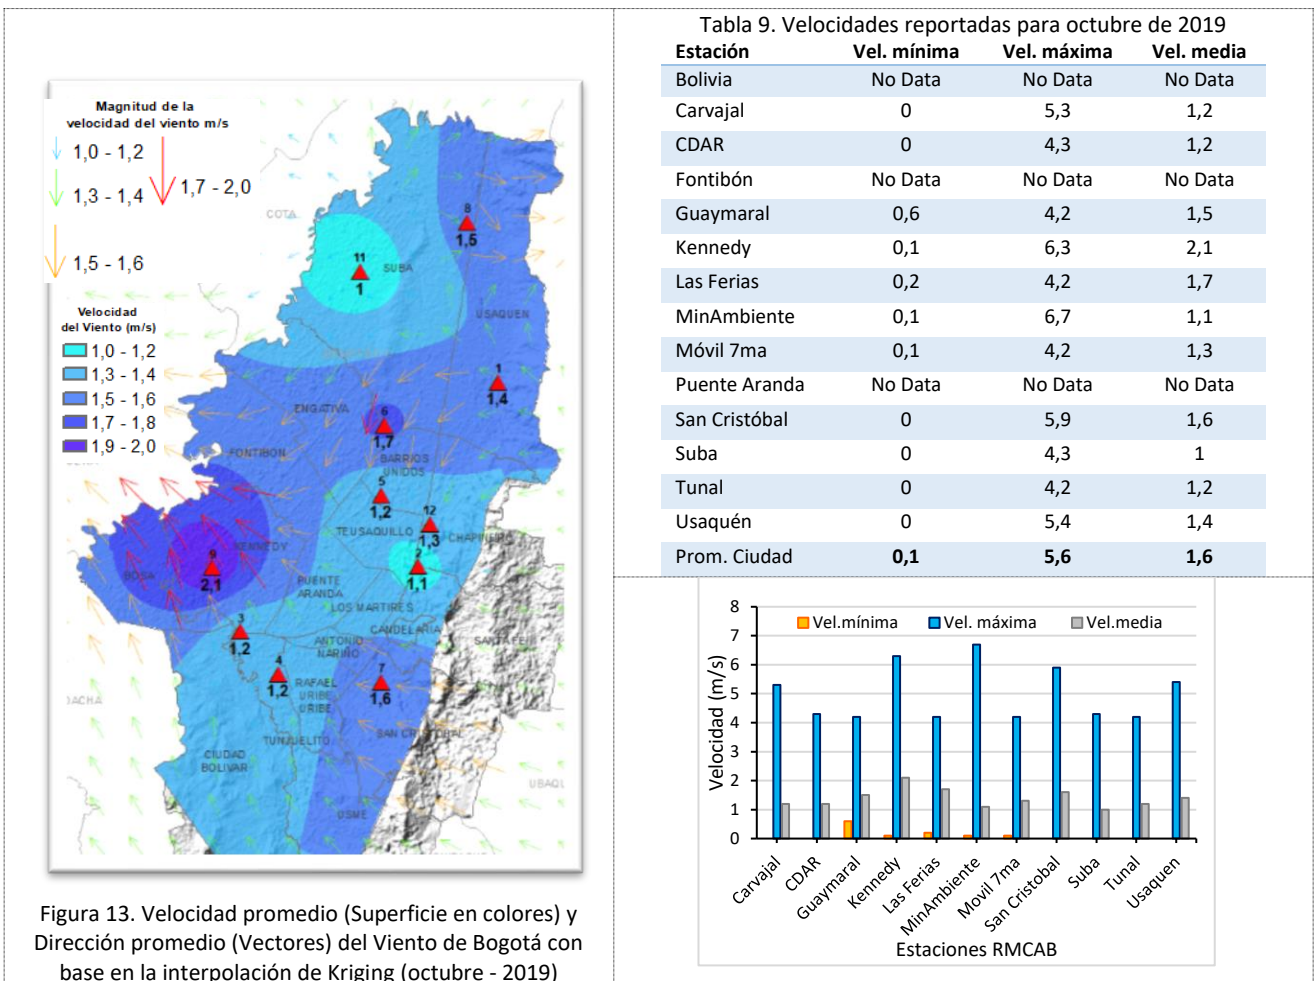 Magnitud de la
velocidad del viento m/s
1,0 - 1,2
1,3 - 1,4
1,7 - 2,0
1,5 - 1,6
Velocidad
del Viento (m/s)
1,0 - 1,2
1,3 - 1,4
1,5 - 1,6
1,7 - 1,8
1,9 - 2,0
COTA
8
1,5
11
SUBA
1
USAQUEN
1
1,4
ENGATIVA
6
1,7
BARRIOS
UNIDOS
FONTIBON
5
1,2
TEUSAQUILLO
12
1,3
CHAPINERO
KENNEDY
9
2,1
BOSA
2
1,1
PUENTE
ARANDA
LOS MARTIRES
3
1,2
ANTONIO
NARIÑO
CANDELARIA
SANTA FE
4
1,2
RAFAEL
URIBE
URIBE
7
1,6
TUNJUELITO
SAN CRISTOBAL
CIUDAD
BOLIVAR
USME
UBAQU
Figura 13. Velocidad promedio (Superficie en colores) y
Dirección promedio (Vectores) del Viento de Bogotá con
base en la interpolación de Kriging (octubre - 2019)
Tabla 9. Velocidades reportadas para octubre de 2019
Estación Vel. mínima Vel. máxima Vel. media
Bolivia No Data No Data No Data
Carvajal 0 5,3 1,2
CDAR 0 4,3 1,2
Fontibón No Data No Data No Data
Guaymaral 0,6 4,2 1,5
Kennedy 0,1 6,3 2,1
Las Ferias 0,2 4,2 1,7
MinAmbiente 0,1 6,7 1,1
Móvil 7ma 0,1 4,2 1,3
Puente Aranda No Data No Data No Data
San Cristóbal 0 5,9 1,6
Suba 0 4,3 1
Tunal 0 4,2 1,2
Usaquén 0 5,4 1,4
Prom. Ciudad 0,1 5,6 1,6
Vel.mínima Vel. máxima Vel.media
Velocidad (m/s)
8
7
6
5
4
3
2
1
0
Carvajal
CDAR
Guaymaral
Kennedy
Las Ferias
MinAmbiente
Movil 7ma
San Cristobal
Suba
Tunal
Usaquen
Estaciones RMCAB